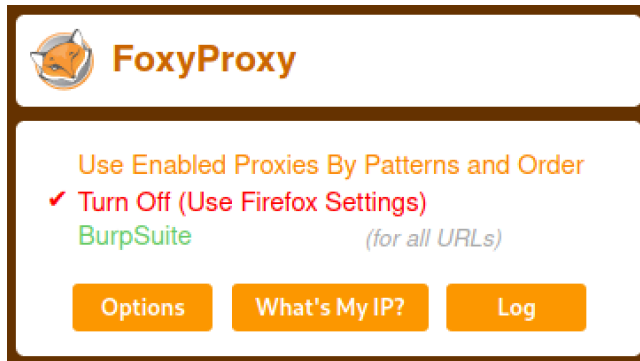 FoxyProxy
Use Enabled Proxies By Patterns and Order
✔ Turn Off (Use Firefox Settings)
BurpSuite (for all URLs)
Options What's My IP? Log